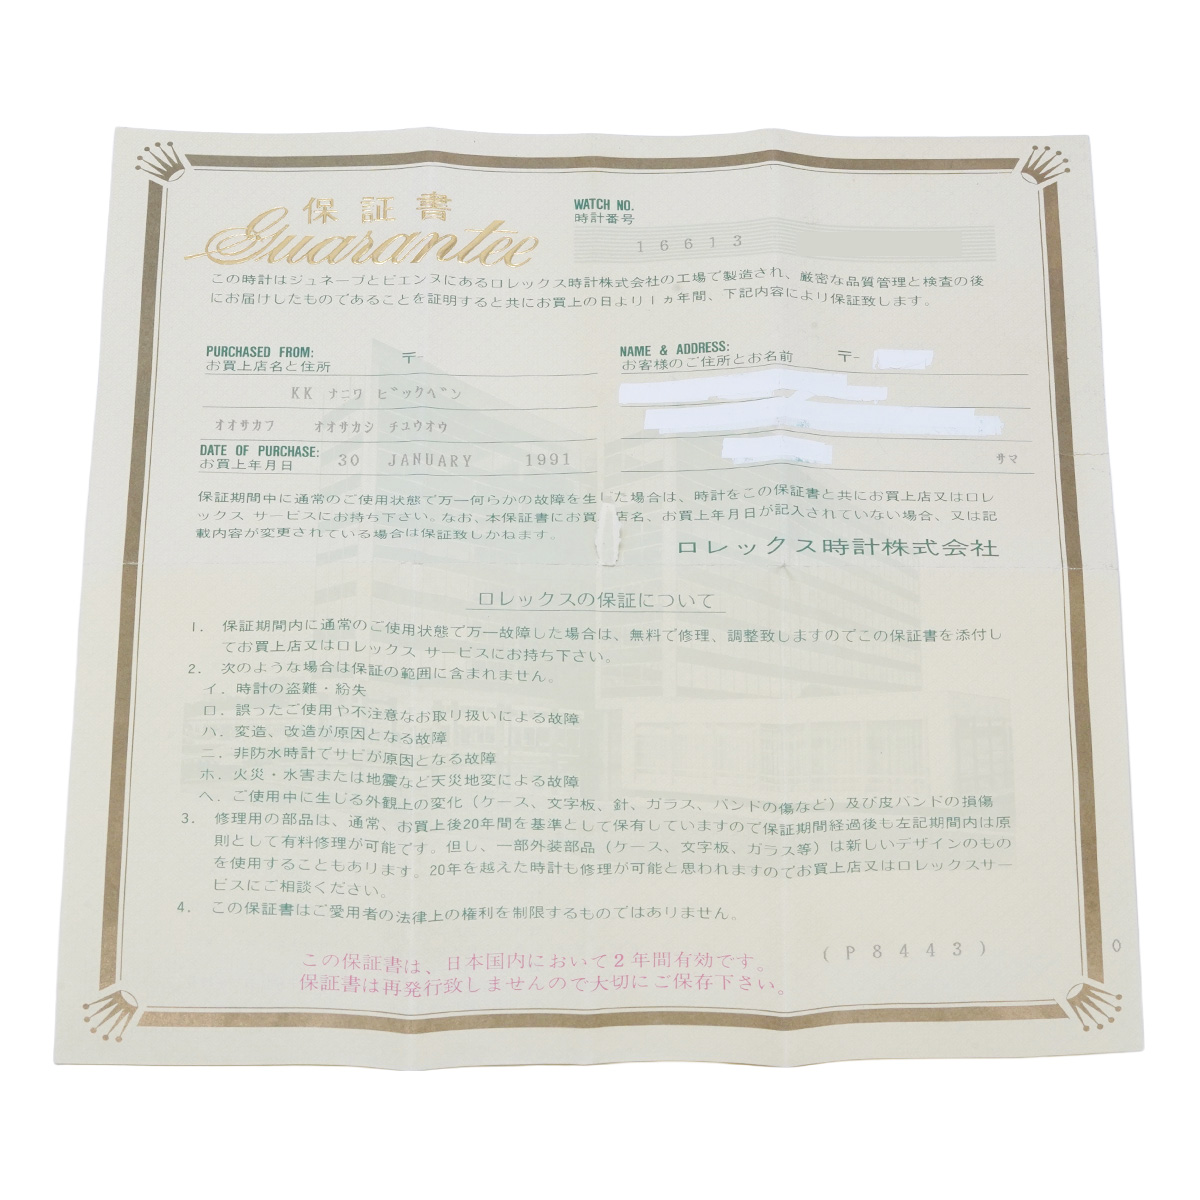 保証書
Guarantee
WATCH NO.
時計番号
16613
この時計はジュネーブとビエンヌにあるロレックス時計株式会社の工場で製造され、厳密な品質管理と検査の後
にお届けしたものであることを証明すると共にお買上の日より1ヵ年間、下記内容により保証致します。
PURCHASED FROM:
お買上店名と住所 〒-
KK ナニワ ビックベン
オオサカフ オオサカシ チユウオウ
DATE OF PURCHASE:
お買上年月日 30 JANUARY 1991
NAME & ADDRESS:
お客様のご住所とお名前 〒-
サマ
保証期間中に通常のご使用状態で万一何らかの故障を生じた場合は、時計をこの保証書と共にお買上店又はロレ
ックス サービスにお持ち下さい。なお、本保証書にお買 店名、お買上年月日が記入されていない場合、又は記
載内容が変更されている場合は保証致しかねます。
ロレックス時計株式会社
ロレックスの保証について
1. 保証期間内に通常のご使用状態で万一故障した場合は、無料で修理、調整致しますのでこの保証書を添付し
てお買上店又はロレックス サービスにお持ち下さい。
2. 次のような場合は保証の範囲に含まれません。
イ. 時計の盗難・紛失
ロ. 誤ったご使用や不注意なお取り扱いによる故障
ハ. 変造、改造が原因となる故障
ニ. 非防水時計でサビが原因となる故障
ホ. 火災・水害または地震など天災地変による故障
ヘ. ご使用中に生じる外観上の変化（ケース、文字板、針、ガラス、バンドの傷など）及び皮バンドの損傷
3. 修理用の部品は、通常、お買上後20年間を基準として保有していますので保証期間経過後も左記期間内は原
則として有料修理が可能です。但し、一部外装部品（ケース、文字板、ガラス等）は新しいデザインのもの
を使用することもあります。20年を越えた時計も修理が可能と思われますのでお買上店又はロレックスサー
ビスにご相談ください。
4. この保証書はご愛用者の法律上の権利を制限するものではありません。
この保証書は、日本国内において2年間有効です。
保証書は再発行致しませんので大切にご保存下さい。
(P8443)
0